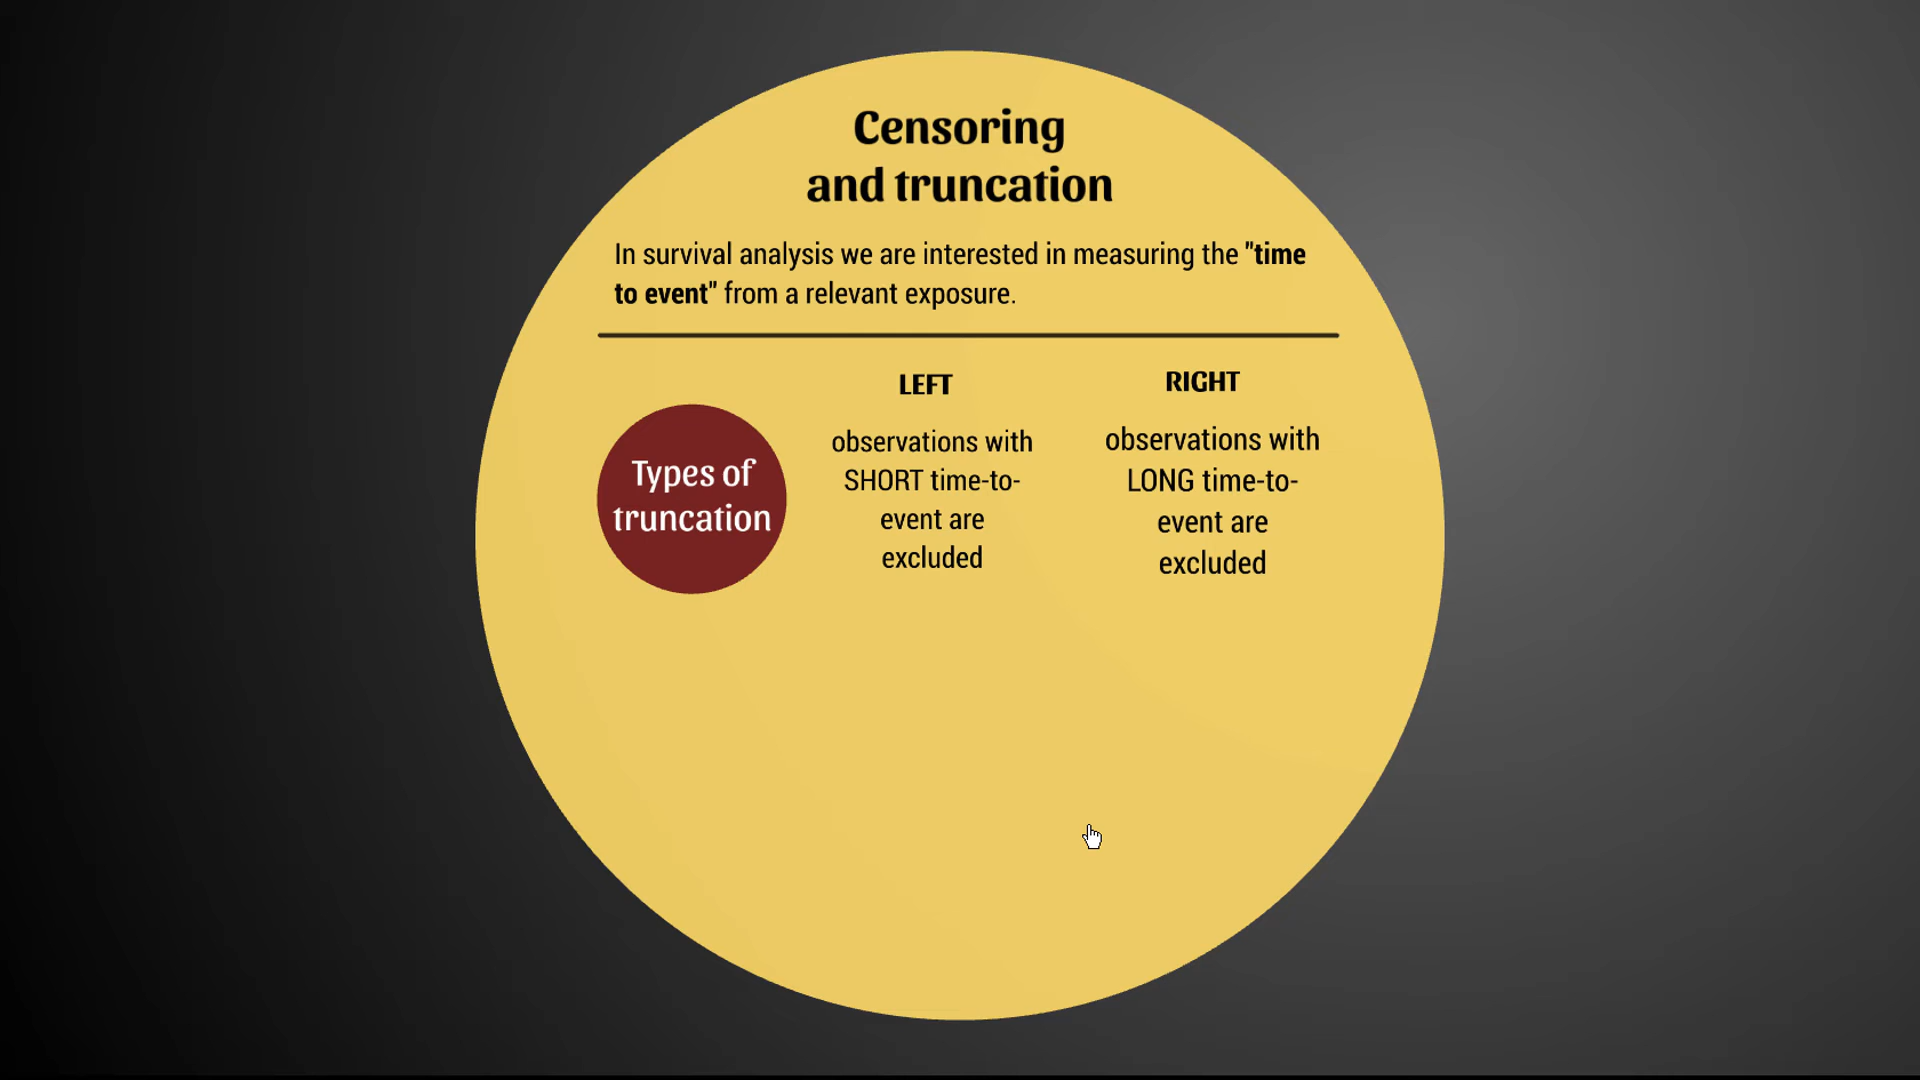 Censoring
and truncation
In survival analysis we are interested in measuring the "time
to event" from a relevant exposure.
LEFT
RIGHT
Types of
truncation
observations with
SHORT time-to-
event are
excluded
observations with
LONG time-to-
event are
excluded